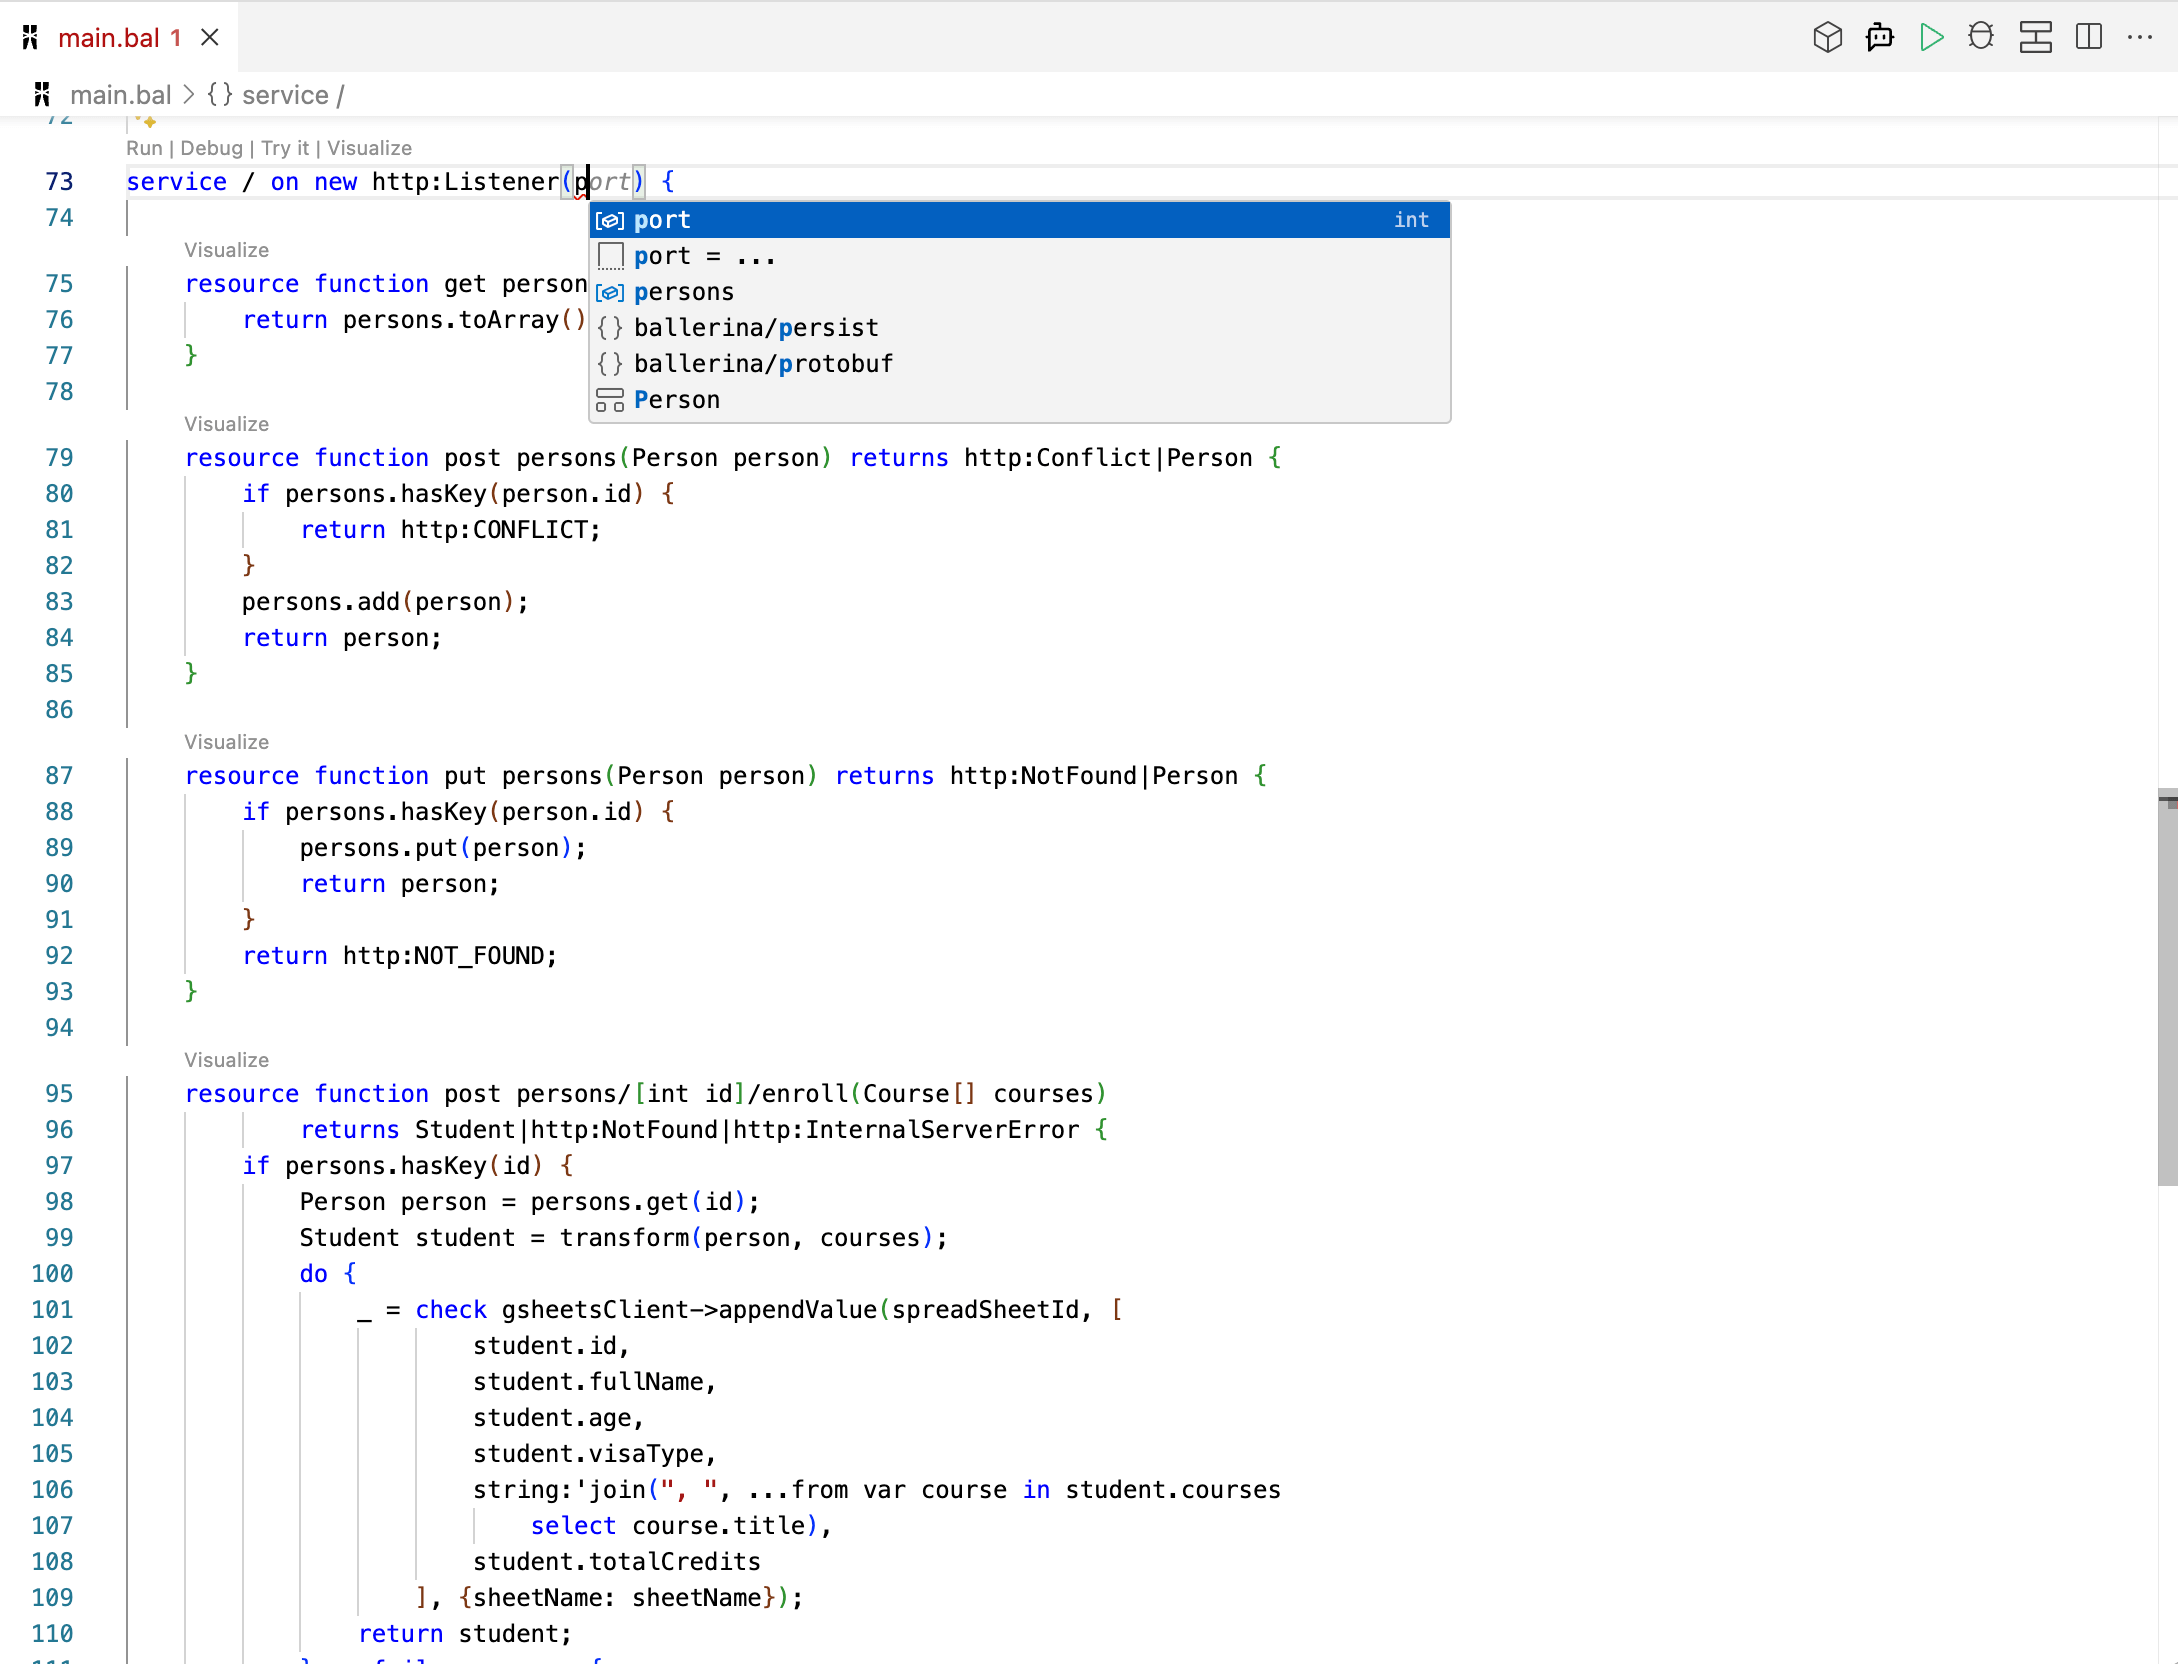 main.bal 1
main.bal > {} service /
72
Run | Debug | Try it | Visualize
73 service / on new http:Listener(port) {
port int
port = ...
persons
ballerina/persist
ballerina/protobuf
Person
74
Visualize
75 resource function get person
76 return persons.toArray()
77 }
78
Visualize
79 resource function post persons(Person person) returns http:Conflict|Person {
80 if persons.hasKey(person.id) {
81 return http:CONFLICT;
82 }
83 persons.add(person);
84 return person;
85 }
86
Visualize
87 resource function put persons(Person person) returns http:NotFound|Person {
88 if persons.hasKey(person.id) {
89 persons.put(person);
90 return person;
91 }
92 return http:NOT_FOUND;
93 }
94
Visualize
95 resource function post persons/[int id]/enroll(Course[] courses)
96 returns Student|http:NotFound|http:InternalServerError {
97 if persons.hasKey(id) {
98 Person person = persons.get(id);
99 Student student = transform(person, courses);
100 do {
101 _ = check gsheetsClient->appendValue(spreadSheetId, [
102 student.id,
103 student.fullName,
104 student.age,
105 student.visaType,
106 string:'join(", ", ...from var course in student.courses
107 select course.title),
108 student.totalCredits
109 ], {sheetName: sheetName});
110 return student;